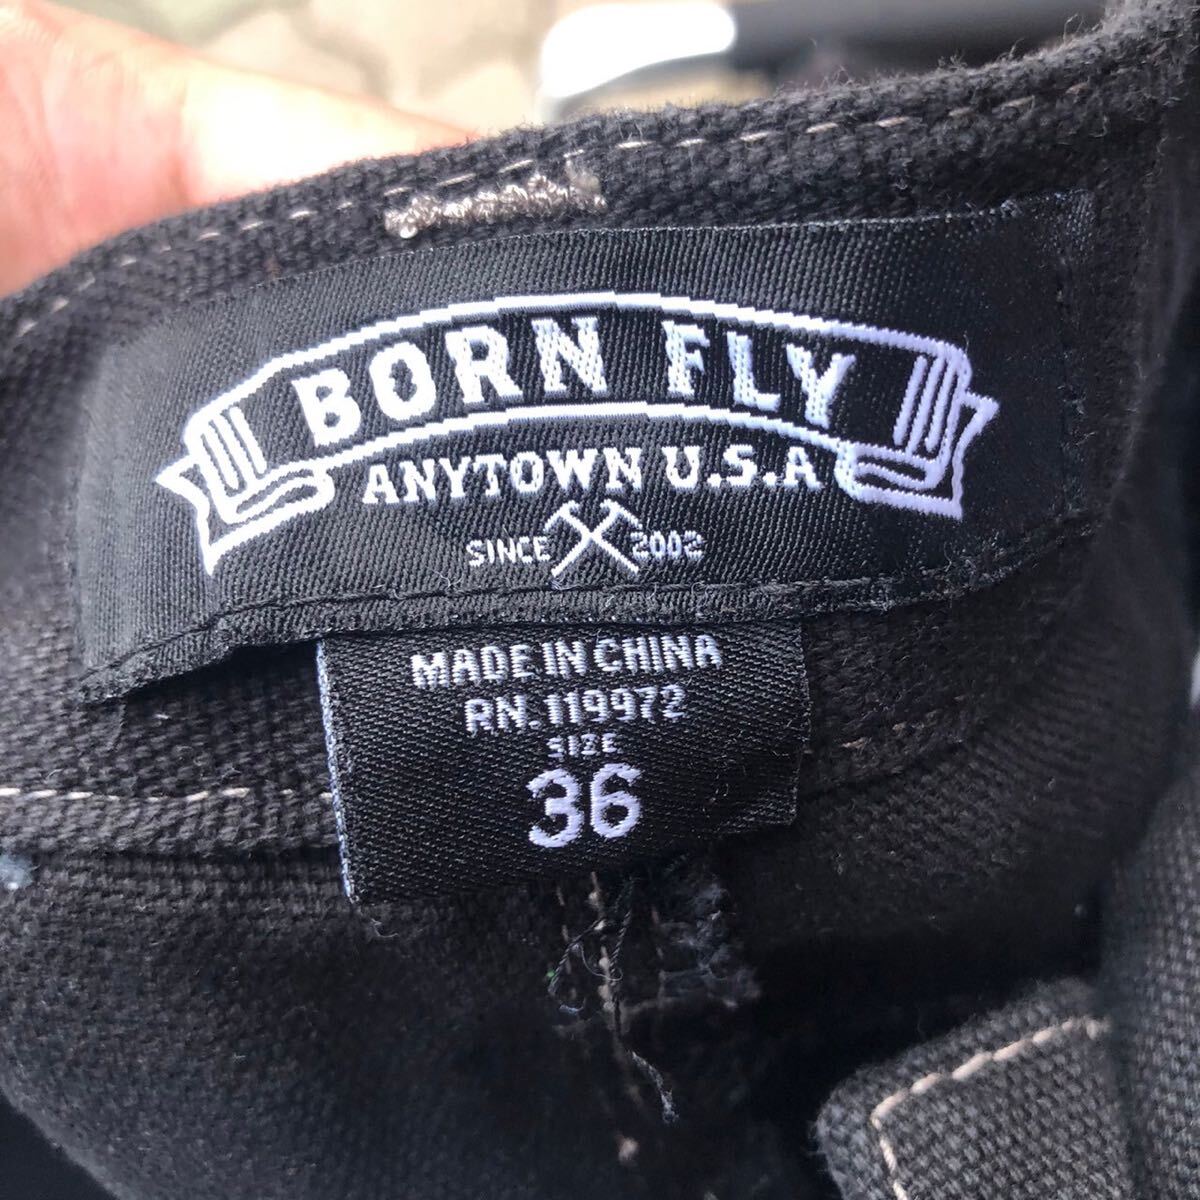 BORN FLY
ANYTOWN U.S.A
SINCE 2002
MADE IN CHINA
RN.119972
SIZE
36